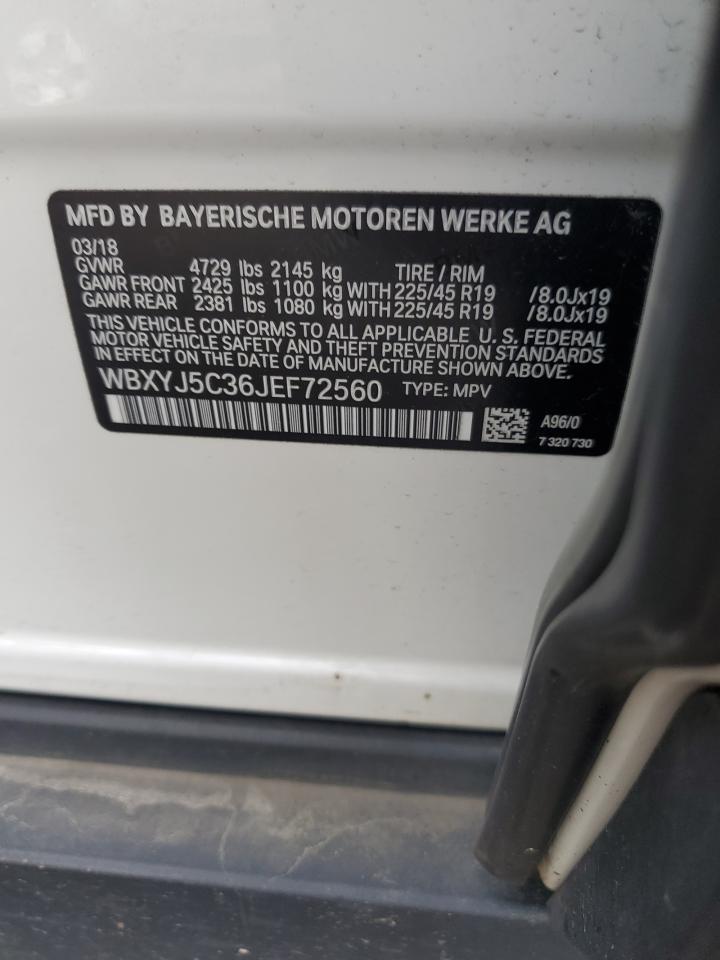 MFD BY BAYERISCHE MOTOREN WERKE AG
03/18
GVWR 4729 lbs 2145 kg TIRE / RIM
GAWR FRONT 2425 lbs 1100 kg WITH 225/45 R19 /8.0Jx19
GAWR REAR 2381 lbs 1080 kg WITH 225/45 R19 /8.0Jx19
THIS VEHICLE CONFORMS TO ALL APPLICABLE U.S. FEDERAL
MOTOR VEHICLE SAFETY AND THEFT PREVENTION STANDARDS
IN EFFECT ON THE DATE OF MANUFACTURE SHOWN ABOVE.
WBXYJ5C36JEF72560 TYPE: MPV
A96/0
7 320 730